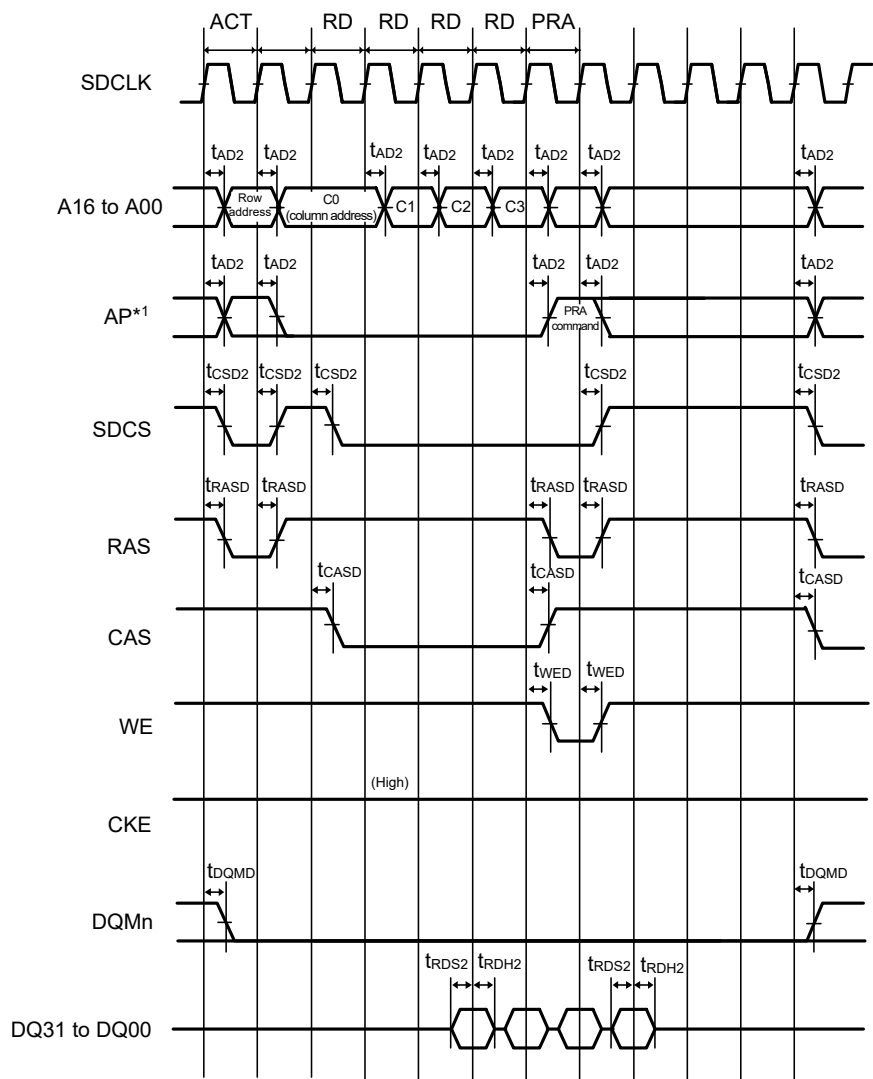 ACT RD RD RD RD PRA
SDCLK
tAD2 tAD2 tAD2 tAD2 tAD2 tAD2 tAD2 tAD2
A16 to A00
Row address
C0 (column address)
C1 C2 C3
tAD2 tAD2 tAD2 tAD2 tAD2
AP*1
PRA command
tCSD2 tCSD2 tCSD2 tCSD2 tCSD2
SDCS
tRASD tRASD tRASD tRASD tRASD
RAS
tCASD tCASD tCASD
CAS
tWED tWED
WE
(High)
CKE
tDQMD tDQMD
DQMn
tRDS2 tRDH2 tRDS2 tRDH2
DQ31 to DQ00